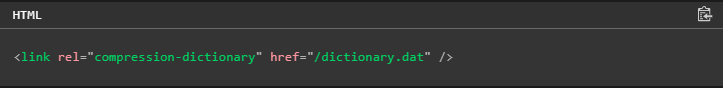 HTML
<link rel="compression-dictionary" href="/dictionary.dat" />